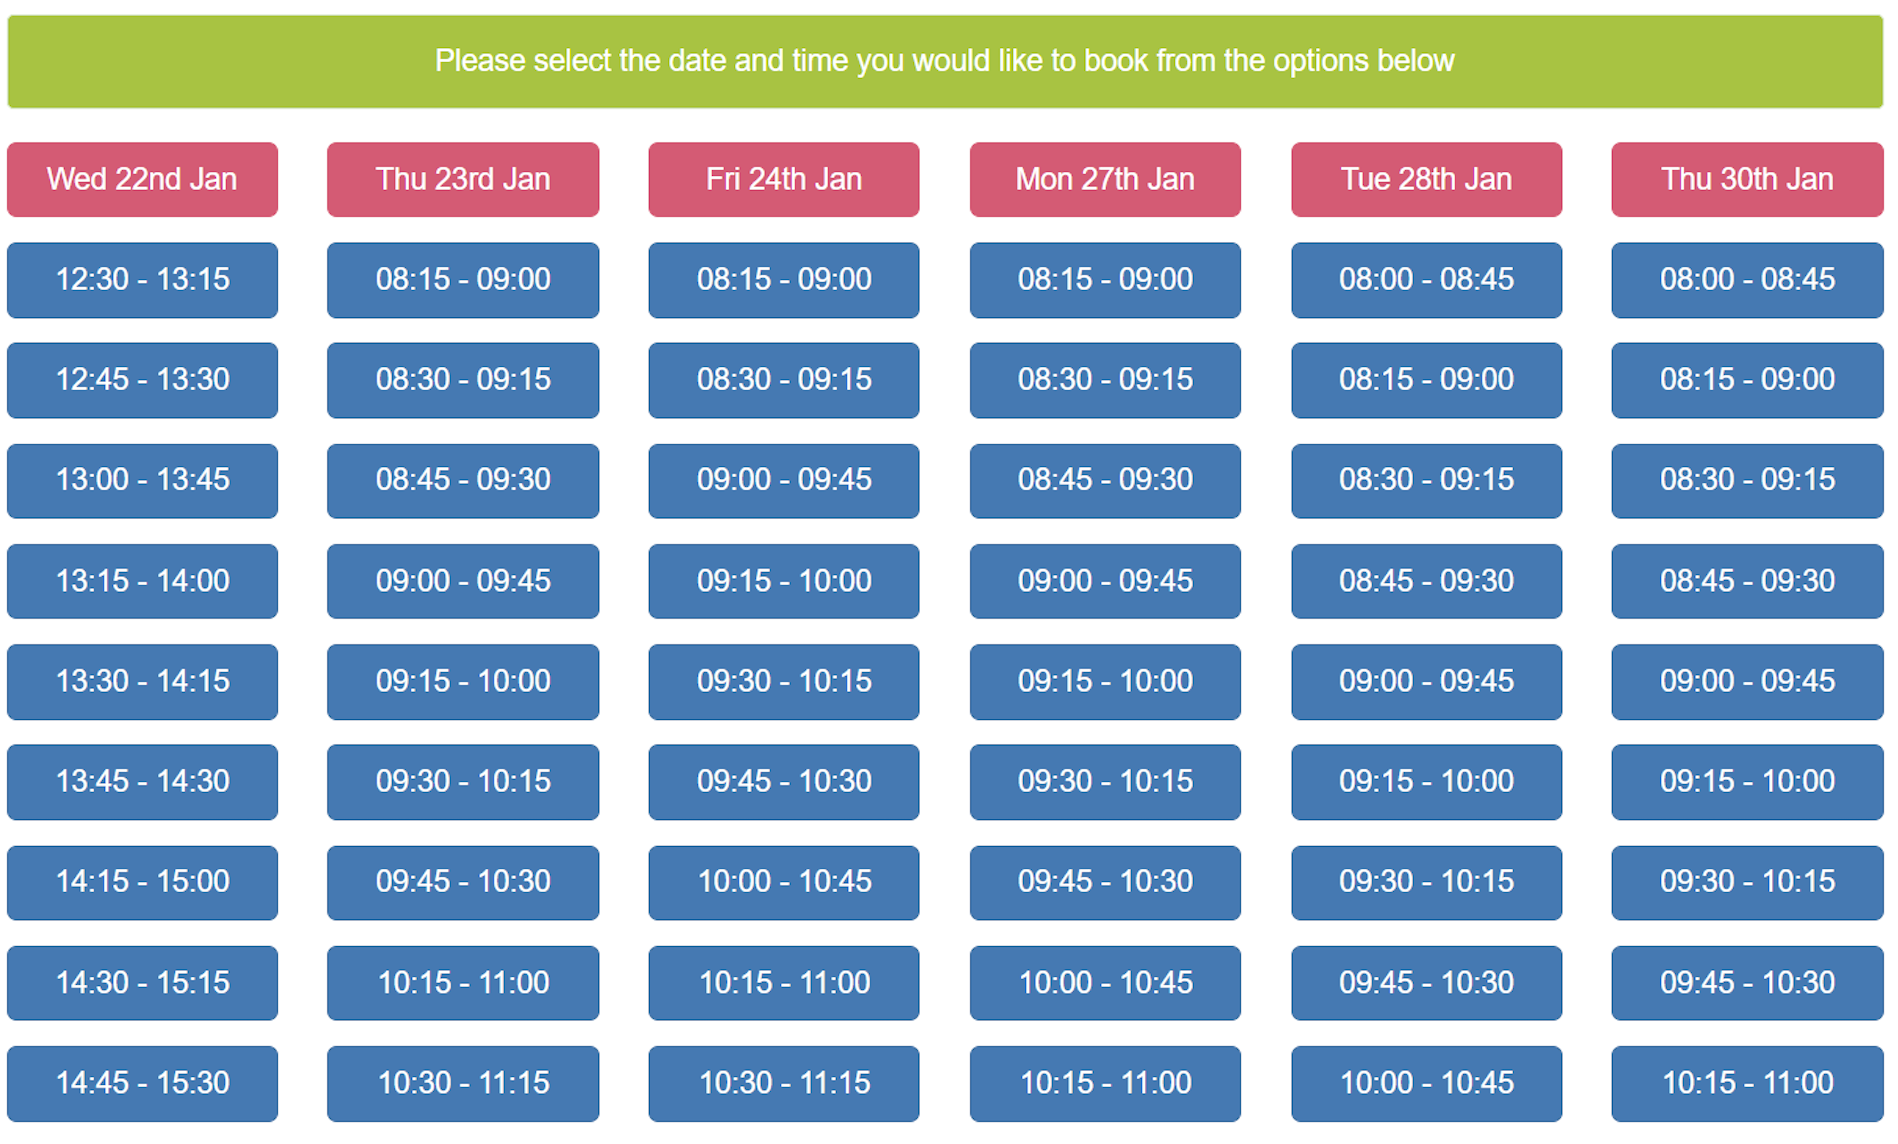 Please select the date and time you would like to book from the options below
Wed 22nd Jan Thu 23rd Jan Fri 24th Jan Mon 27th Jan Tue 28th Jan Thu 30th Jan
12:30 - 13:15 08:15 - 09:00 08:15 - 09:00 08:15 - 09:00 08:00 - 08:45 08:00 - 08:45
12:45 - 13:30 08:30 - 09:15 08:30 - 09:15 08:30 - 09:15 08:15 - 09:00 08:15 - 09:00
13:00 - 13:45 08:45 - 09:30 09:00 - 09:45 08:45 - 09:30 08:30 - 09:15 08:30 - 09:15
13:15 - 14:00 09:00 - 09:45 09:15 - 10:00 09:00 - 09:45 08:45 - 09:30 08:45 - 09:30
13:30 - 14:15 09:15 - 10:00 09:30 - 10:15 09:15 - 10:00 09:00 - 09:45 09:00 - 09:45
13:45 - 14:30 09:30 - 10:15 09:45 - 10:30 09:30 - 10:15 09:15 - 10:00 09:15 - 10:00
14:15 - 15:00 09:45 - 10:30 10:00 - 10:45 09:45 - 10:30 09:30 - 10:15 09:30 - 10:15
14:30 - 15:15 10:15 - 11:00 10:15 - 11:00 10:00 - 10:45 09:45 - 10:30 09:45 - 10:30
14:45 - 15:30 10:30 - 11:15 10:30 - 11:15 10:15 - 11:00 10:00 - 10:45 10:15 - 11:00